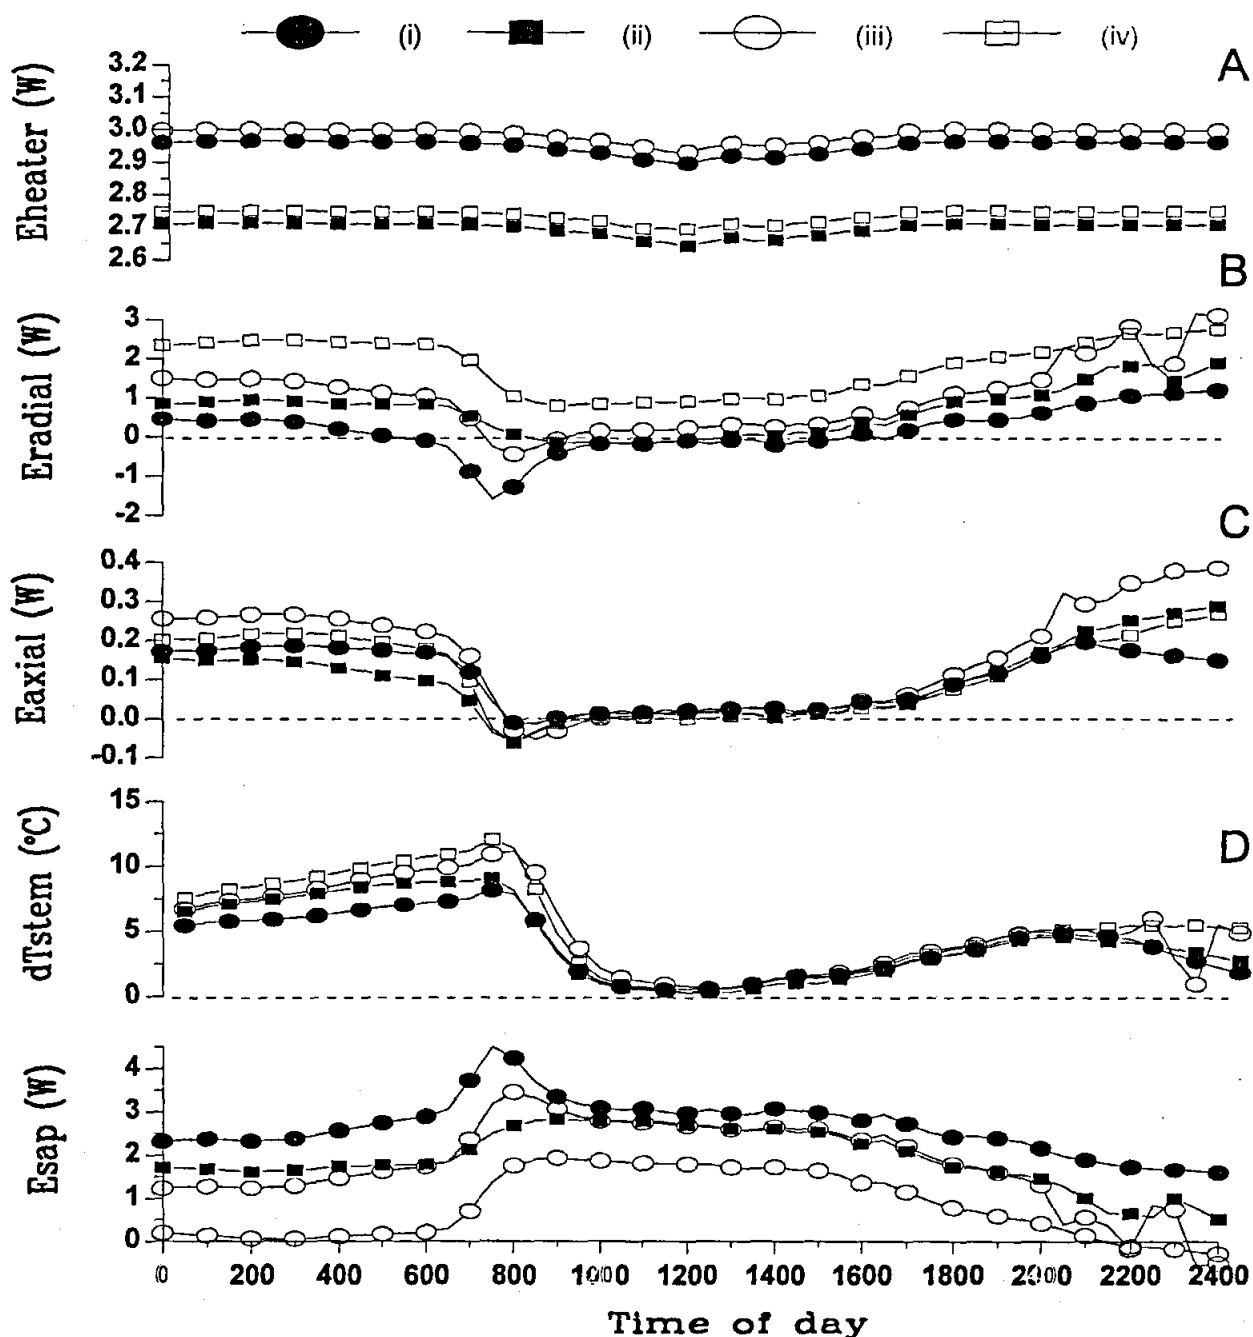 (i) (ii) (iii) (iv)
A
Eheater (W)
3.2
3.1
3.0
2.9
2.8
2.7
2.6
B
Eradial (W)
3
2
1
0
-1
-2
C
Eaxial (W)
0.4
0.3
0.2
0.1
0.0
-0.1
D
dTstem (°C)
15
10
5
0
Esap (W)
4
3
2
1
0
0 200 400 600 800 1000 1200 1400 1600 1800 2000 2200 2400
Time of day